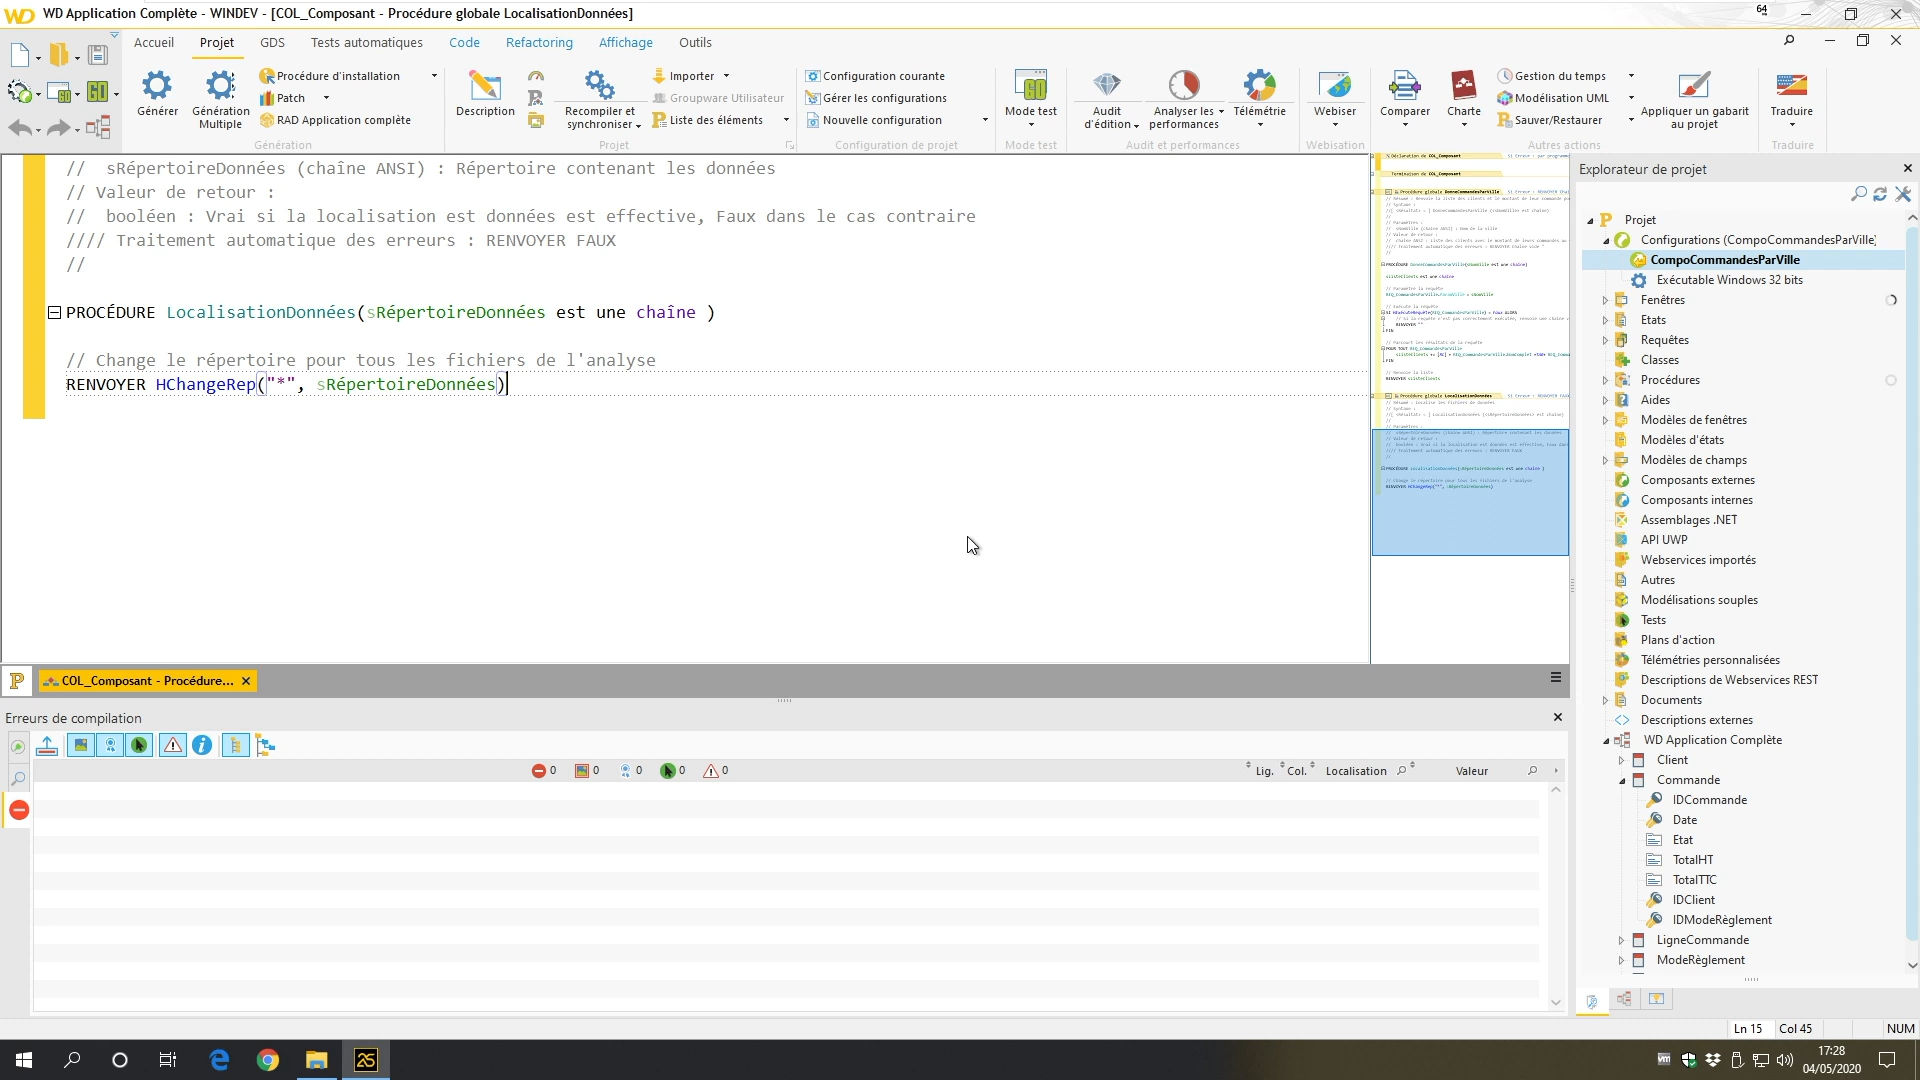 WD Application Complète - WINDEV - [COL_Composant - Procédure globale LocalisationDonnées]
64
Accueil Projet GDS Tests automatiques Code Refactoring Affichage Outils
Générer
Génération Multiple
Procédure d'installation
Patch
RAD Application complète
Génération
Description
Recompiler et synchroniser
Importer
Groupware Utilisateur
Liste des éléments
Projet
Configuration courante
Gérer les configurations
Nouvelle configuration
Configuration de projet
Mode test
Mode test
Audit d'édition
Analyser les performances
Télémétrie
Audit et performances
Webiser
Webisation
Comparer
Charte
Gestion du temps
Modélisation UML
Sauver/Restaurer
Appliquer un gabarit au projet
Autres actions
Traduire
Traduire
// sRépertoireDonnées (chaîne ANSI) : Répertoire contenant les données
// Valeur de retour :
// booléen : Vrai si la localisation est données est effective, Faux dans le cas contraire
//// Traitement automatique des erreurs : RENVOYER FAUX
//
PROCÉDURE LocalisationDonnées(sRépertoireDonnées est une chaîne )
// Change le répertoire pour tous les fichiers de l'analyse
RENVOYER HChangeRep("*", sRépertoireDonnées)
COL_Composant - Procédure...
Erreurs de compilation
0 0 0 0 0 Lig. Col. Localisation Valeur
Explorateur de projet
Projet
Configurations (CompoCommandesParVille)
CompoCommandesParVille
Exécutable Windows 32 bits
Fenêtres
Etats
Requêtes
Classes
Procédures
Aides
Modèles de fenêtres
Modèles d'états
Modèles de champs
Composants externes
Composants internes
Assemblages .NET
API UWP
Webservices importés
Autres
Modélisations souples
Tests
Plans d'action
Télémétries personnalisées
Descriptions de Webservices REST
Documents
Descriptions externes
WD Application Complète
Client
Commande
IDCommande
Date
Etat
TotalHT
TotalTTC
IDClient
IDModeRèglement
LigneCommande
ModeRèglement
Ln 15 Col 45 NUM
17:28
04/05/2020